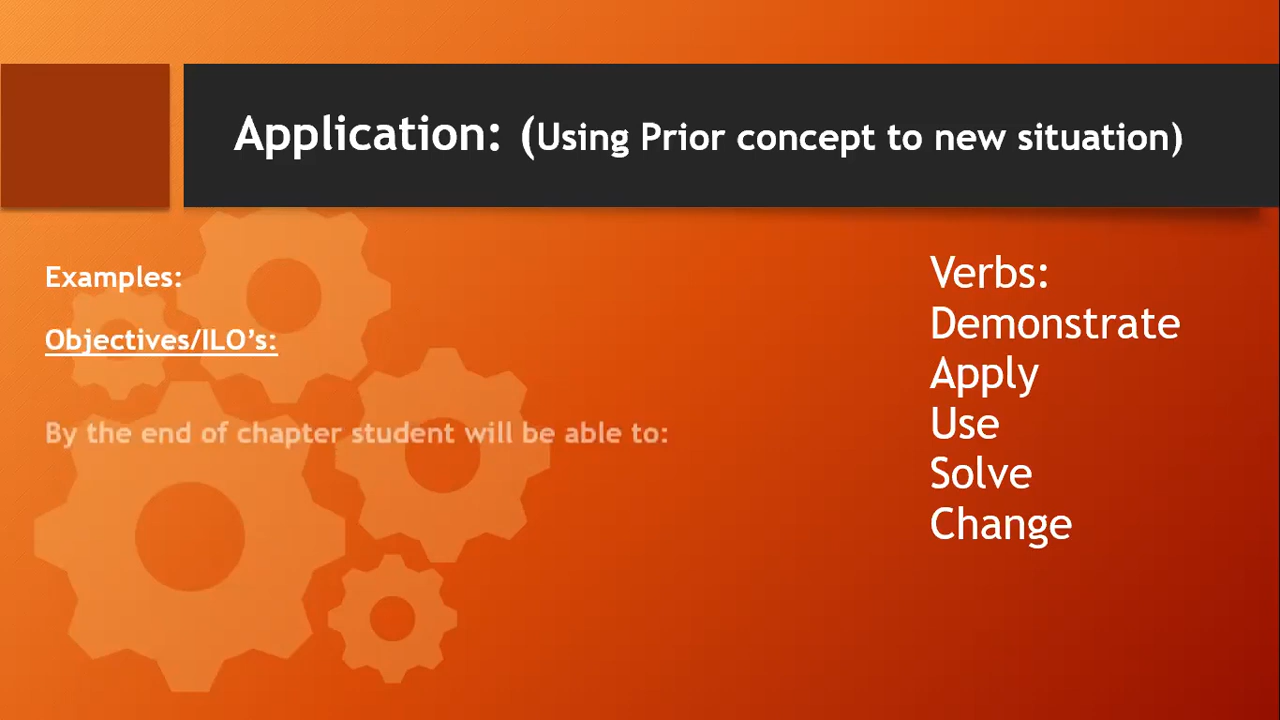 Application: (Using Prior concept to new situation)
Examples:
Objectives/ILO’s:
By the end of chapter student will be able to:
Verbs:
Demonstrate
Apply
Use
Solve
Change